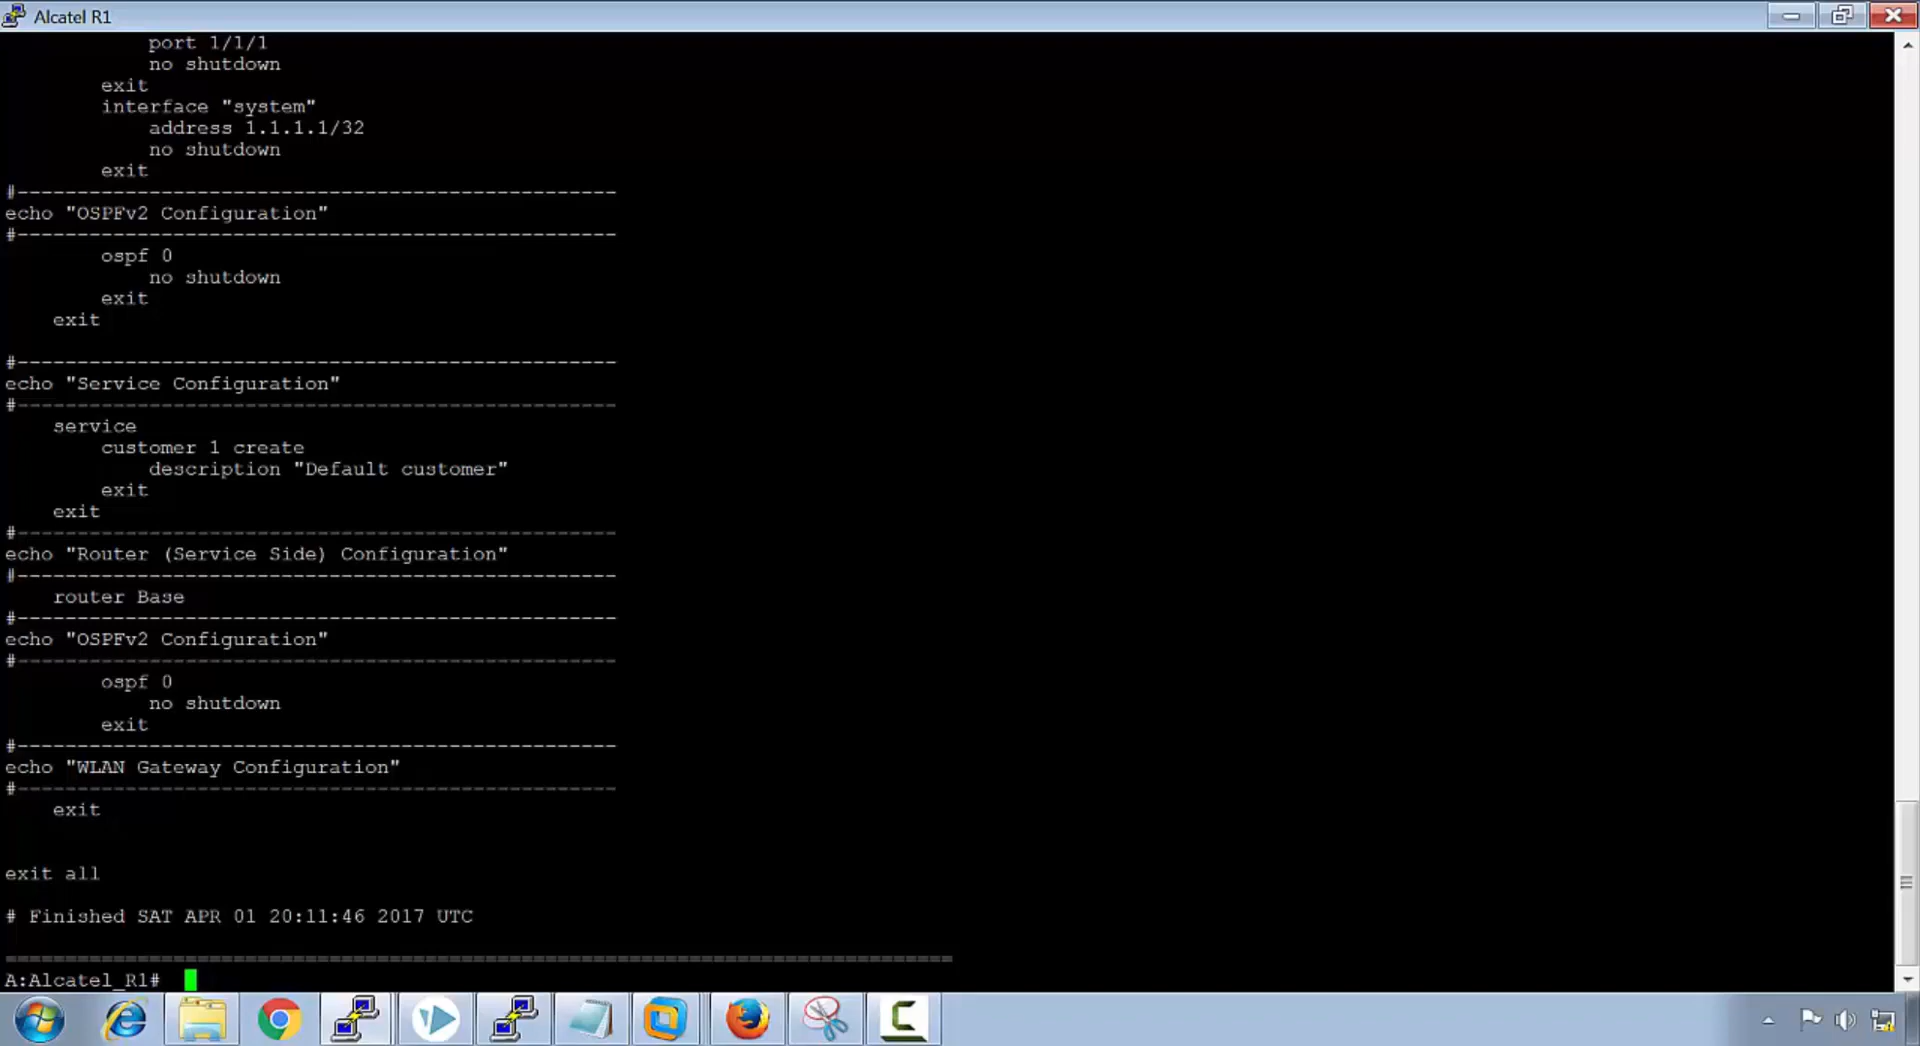 Alcatel R1
port 1/1/1
no shutdown
exit
interface "system"
address 1.1.1.1/32
no shutdown
exit
#--------------------------------------------------
echo "OSPFv2 Configuration"
#--------------------------------------------------
ospf 0
no shutdown
exit
exit
#--------------------------------------------------
echo "Service Configuration"
#--------------------------------------------------
service
customer 1 create
description "Default customer"
exit
exit
#--------------------------------------------------
echo "Router (Service Side) Configuration"
#--------------------------------------------------
router Base
#--------------------------------------------------
echo "OSPFv2 Configuration"
#--------------------------------------------------
ospf 0
no shutdown
exit
#--------------------------------------------------
echo "WLAN Gateway Configuration"
#--------------------------------------------------
exit
exit all
# Finished SAT APR 01 20:11:46 2017 UTC
===============================================================================
A:Alcatel_R1#